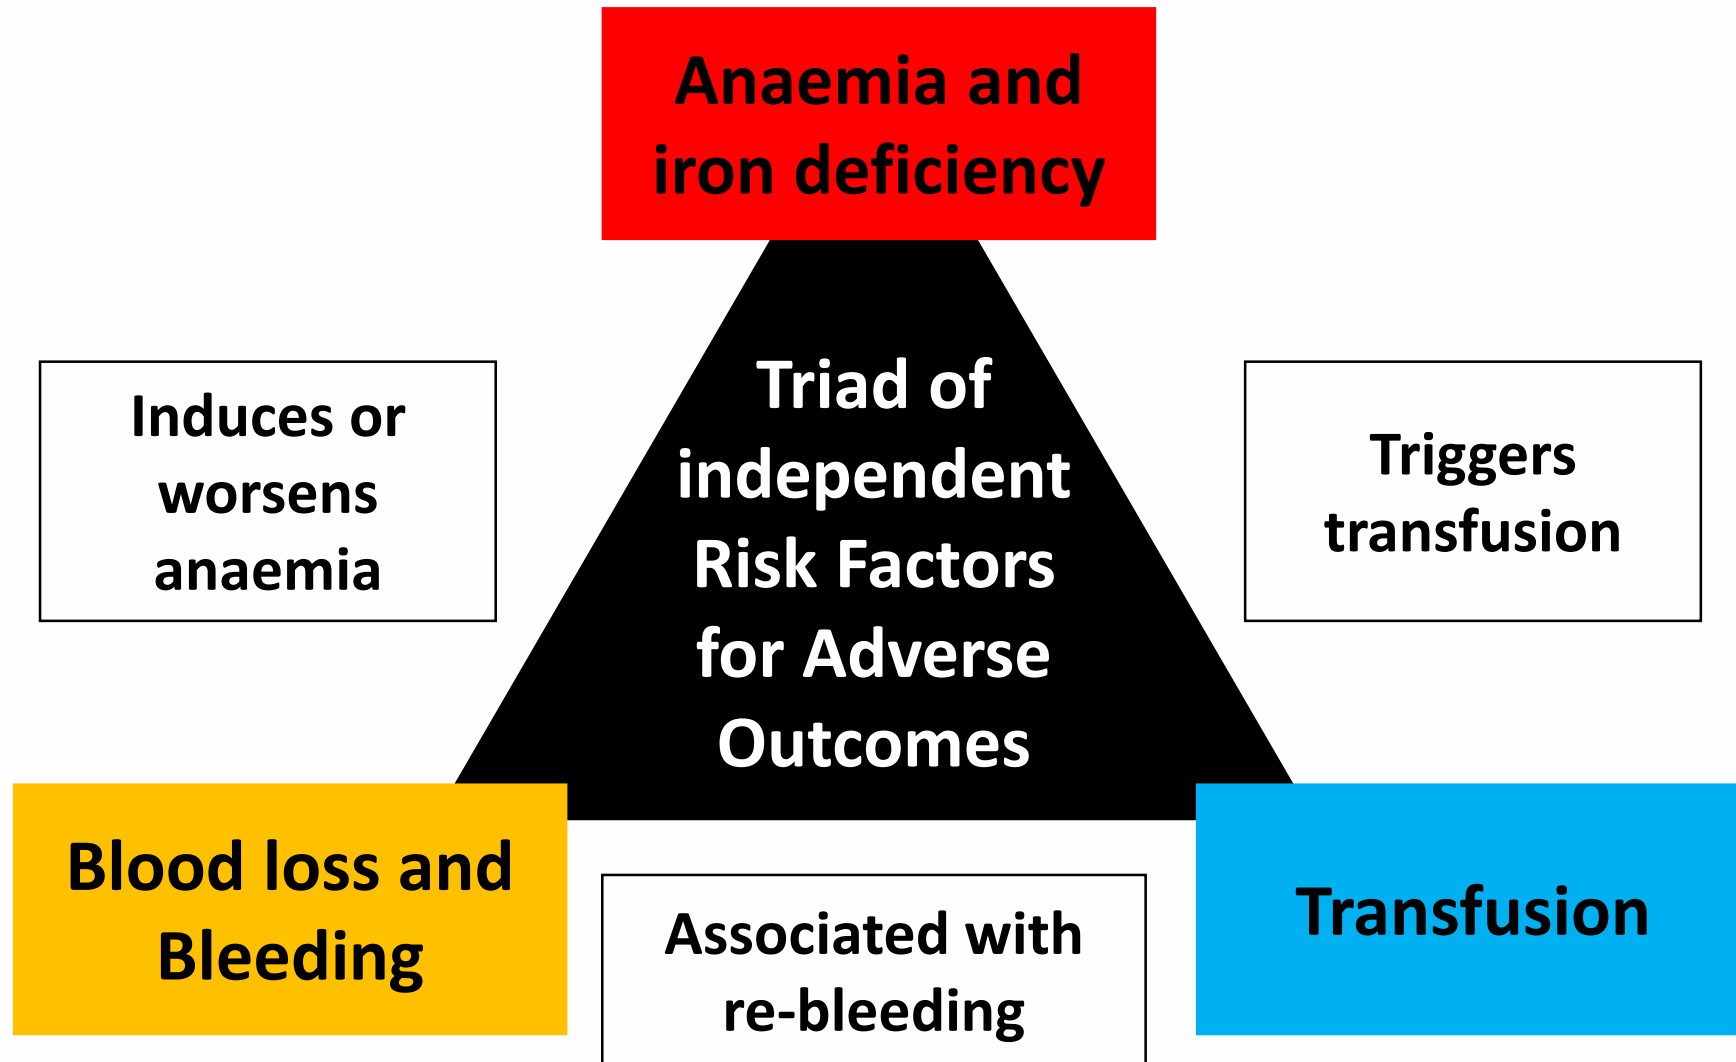 Anaemia and
iron deficiency
Triad of
independent
Risk Factors
for Adverse
Outcomes
Induces or
worsens
anaemia
Triggers
transfusion
Blood loss and
Bleeding
Associated with
re-bleeding
Transfusion